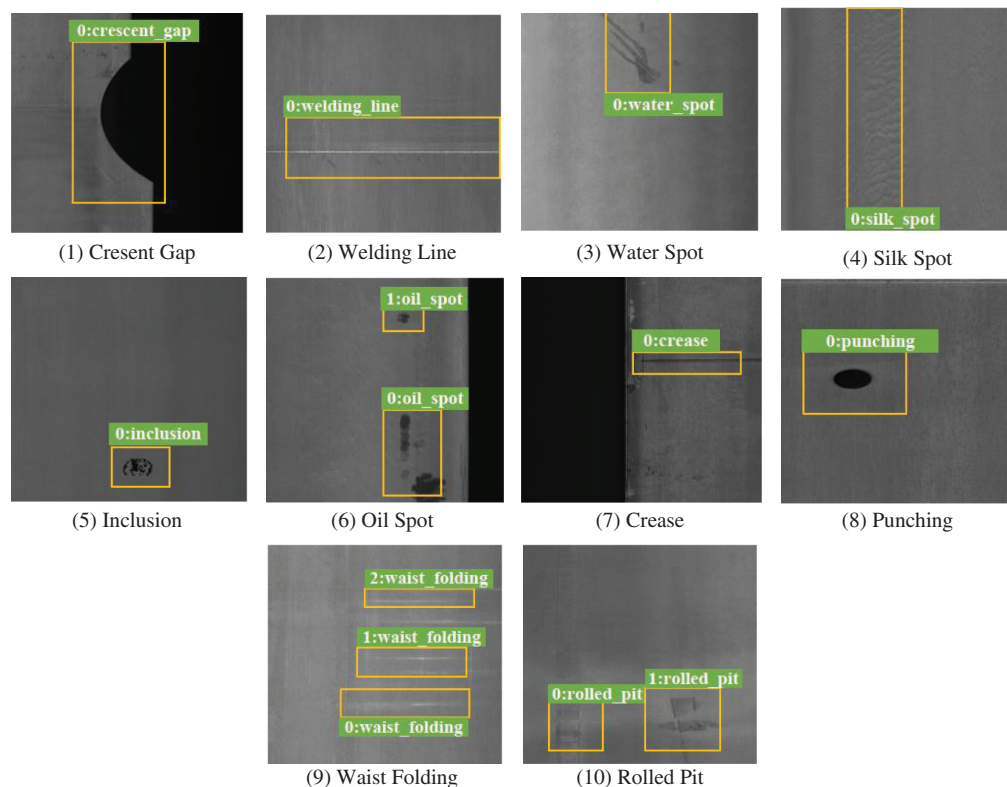 0:crescent_gap
(1) Cresent Gap
0:welding_line
(2) Welding Line
0:water_spot
(3) Water Spot
0:silk_spot
(4) Silk Spot
0:inclusion
(5) Inclusion
1:oil_spot
0:oil_spot
(6) Oil Spot
0:crease
(7) Crease
0:punching
(8) Punching
2:waist_folding
1:waist_folding
0:waist_folding
(9) Waist Folding
0:rolled_pit
1:rolled_pit
(10) Rolled Pit